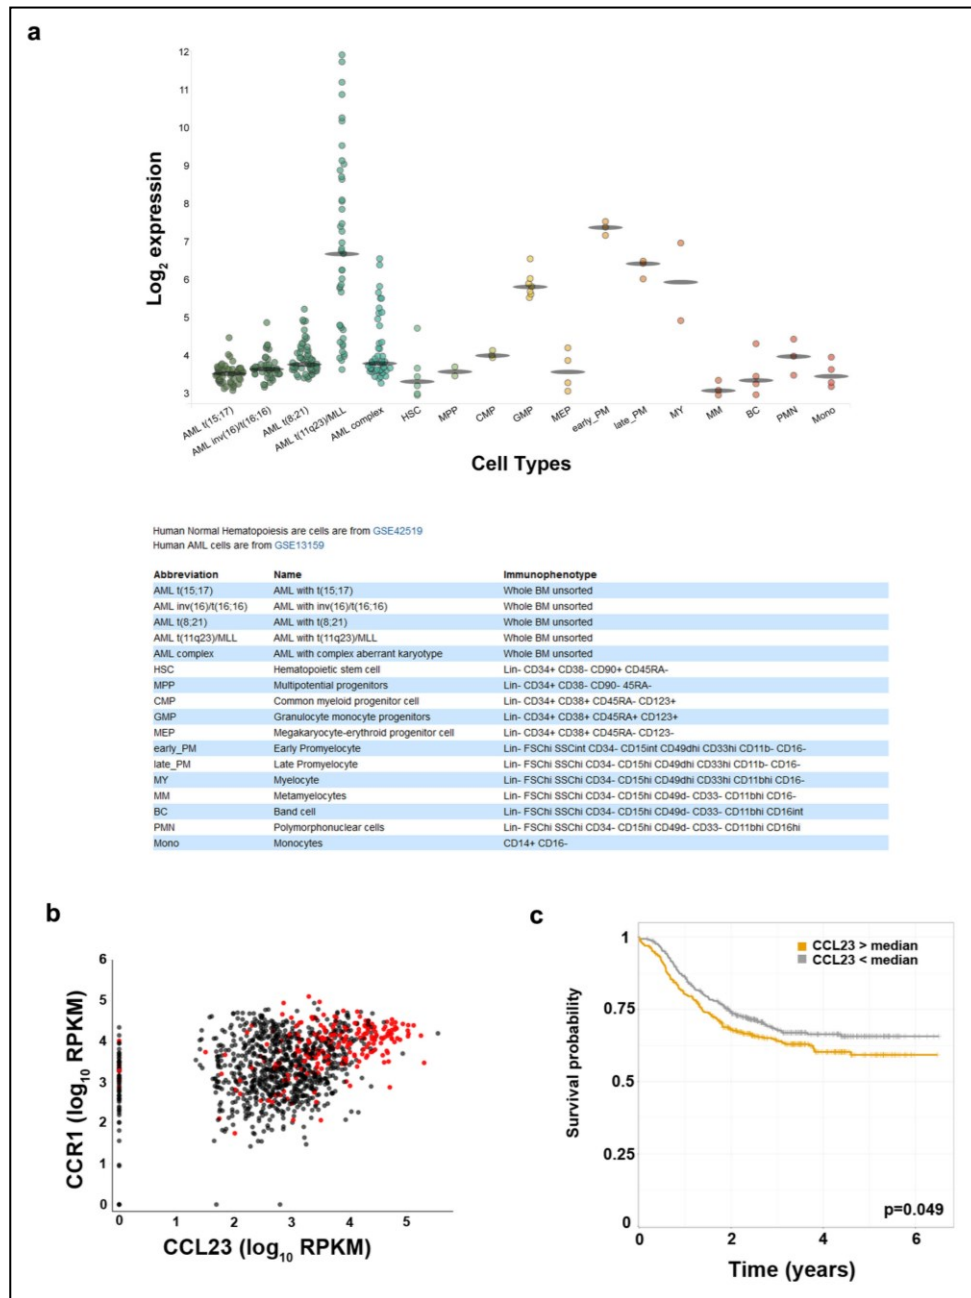 a
12
11
10
9
8
7
6
5
4
3
Log2 expression
AML t(15;17)
AML inv(16)/t(16;16)
AML t(8;21)
AML t(11q23)/MLL
AML complex
HSC
MPP
CMP
GMP
MEP
early_PM
late_PM
MY
MM
BC
PMN
Mono
Cell Types
Human Normal Hematopoiesis are cells are from GSE42519
Human AML cells are from GSE13159
Abbreviation Name Immunophenotype
AML t(15;17) AML with t(15;17) Whole BM unsorted
AML inv(16)/t(16;16) AML with inv(16)/t(16;16) Whole BM unsorted
AML t(8;21) AML with t(8;21) Whole BM unsorted
AML t(11q23)/MLL AML with t(11q23)/MLL Whole BM unsorted
AML complex AML with complex aberrant karyotype Whole BM unsorted
HSC Hematopoietic stem cell Lin- CD34+ CD38- CD90+ CD45RA-
MPP Multipotential progenitors Lin- CD34+ CD38- CD90- 45RA-
CMP Common myeloid progenitor cell Lin- CD34+ CD38+ CD45RA- CD123+
GMP Granulocyte monocyte progenitors Lin- CD34+ CD38+ CD45RA+ CD123+
MEP Megakaryocyte-erythroid progenitor cell Lin- CD34+ CD38+ CD45RA- CD123-
early_PM Early Promyelocyte Lin- FSChi SSCint CD34- CD15int CD49dhi CD33hi CD11b- CD16-
late_PM Late Promyelocyte Lin- FSChi SSChi CD34- CD15hi CD49dhi CD33hi CD11b- CD16-
MY Myelocyte Lin- FSChi SSChi CD34- CD15hi CD49dhi CD33hi CD11bhi CD16-
MM Metamyelocytes Lin- FSChi SSChi CD34- CD15hi CD49d- CD33- CD11bhi CD16-
BC Band cell Lin- FSChi SSChi CD34- CD15hi CD49d- CD33- CD11bhi CD16int
PMN Polymorphonuclear cells Lin- FSChi SSChi CD34- CD15hi CD49d- CD33- CD11bhi CD16hi
Mono Monocytes CD14+ CD16-
b
6
5
4
3
2
1
0
CCR1 (log10 RPKM)
0 1 2 3 4 5
CCL23 (log10 RPKM)
c
1
0.75
0.5
0.25
0
Survival probability
CCL23 > median
CCL23 < median
p=0.049
2 4 6
Time (years)